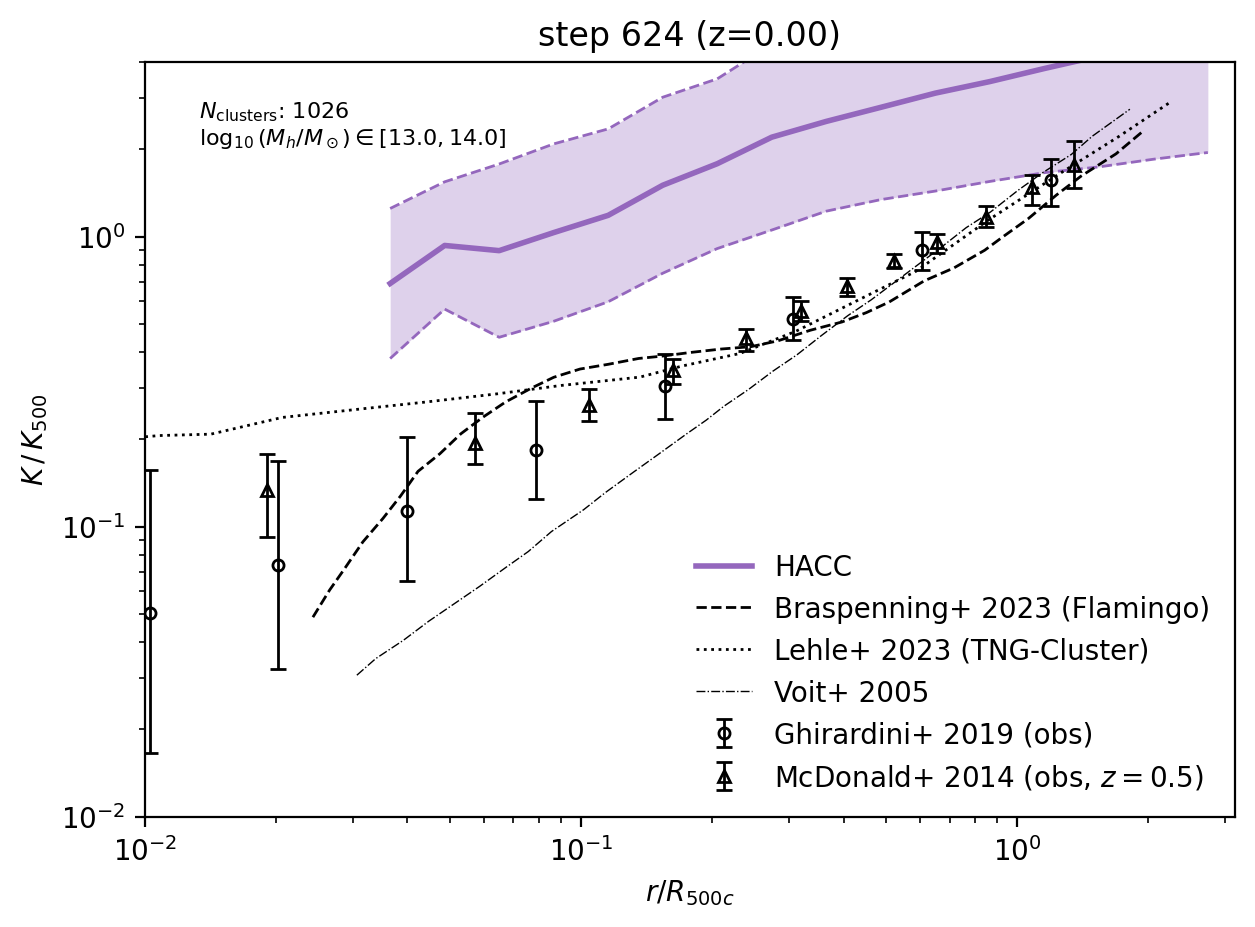 step 624 (z=0.00)
N_clusters: 1026
log₁₀(M_h/M_⊙) ∈ [13.0, 14.0]
K / K₅₀₀
10⁰
10⁻¹
10⁻²
HACC
Braspenning+ 2023 (Flamingo)
Lehle+ 2023 (TNG-Cluster)
Voit+ 2005
Ghirardini+ 2019 (obs)
McDonald+ 2014 (obs, z = 0.5)
10⁻² 10⁻¹ 10⁰
r/R₅₀₀c